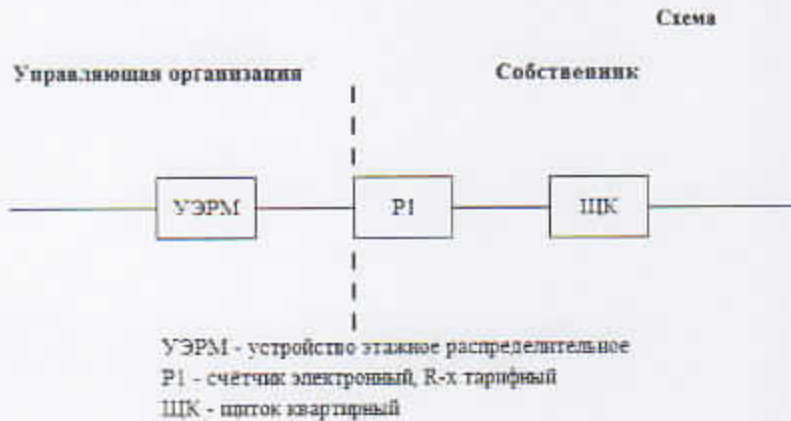 Схема
Управляющая организация
Собственник
УЭРМ
Р1
ЩК
УЭРМ - устройство этажное распределительное
Р1 - счётчик электронный, R-х тарифный
ЩК - щиток квартирный